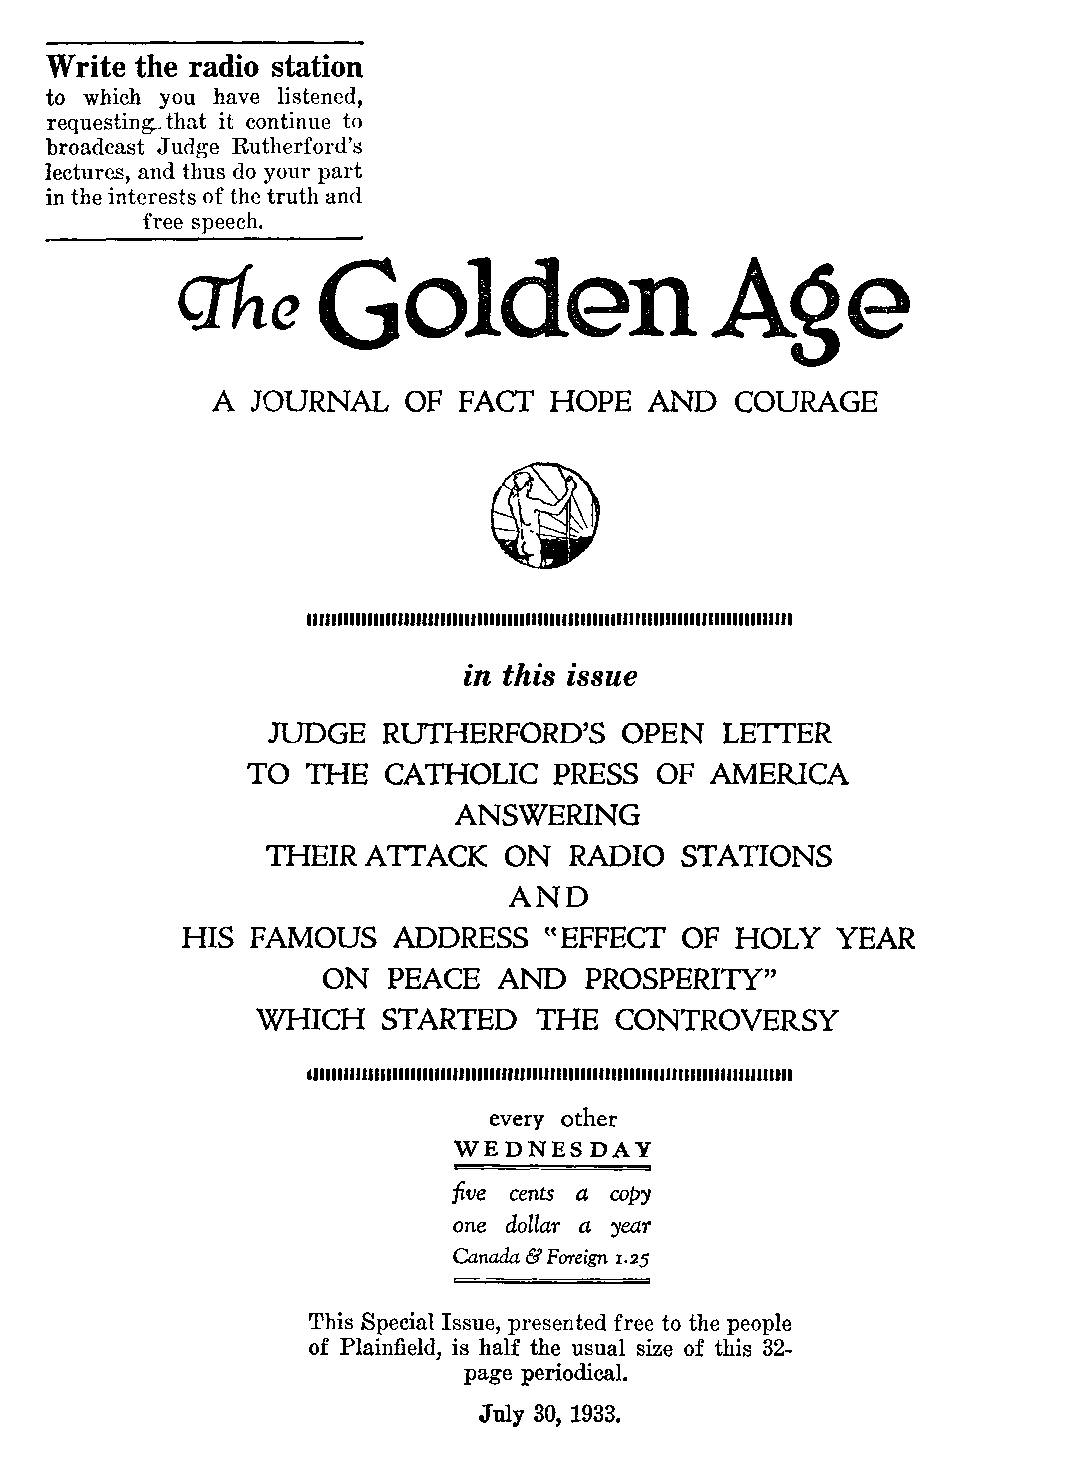 Write the radio station
to which you have listened,
requesting that it continue to
broadcast Judge Rutherford's
lectures, and thus do your part
in the interests of the truth and
free speech.
The Golden Age
A JOURNAL OF FACT HOPE AND COURAGE
in this issue
JUDGE RUTHERFORD'S OPEN LETTER
TO THE CATHOLIC PRESS OF AMERICA
ANSWERING
THEIR ATTACK ON RADIO STATIONS
AND
HIS FAMOUS ADDRESS "EFFECT OF HOLY YEAR
ON PEACE AND PROSPERITY"
WHICH STARTED THE CONTROVERSY
every other
WEDNESDAY
five cents a copy
one dollar a year
Canada & Foreign 1.25
This Special Issue, presented free to the people
of Plainfield, is half the usual size of this 32-
page periodical.
July 30, 1933.